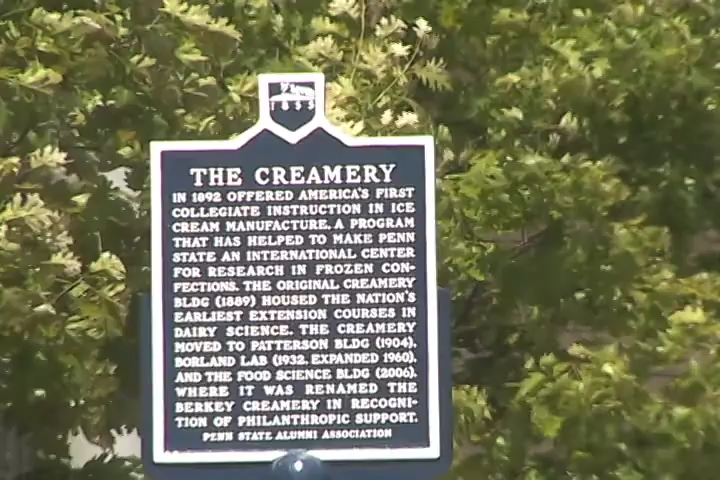 1855
THE CREAMERY
IN 1892 OFFERED AMERICA'S FIRST
COLLEGIATE INSTRUCTION IN ICE
CREAM MANUFACTURE. A PROGRAM
THAT HAS HELPED TO MAKE PENN
STATE AN INTERNATIONAL CENTER
FOR RESEARCH IN FROZEN CON-
FECTIONS. THE ORIGINAL CREAMERY
BLDG (1889) HOUSED THE NATION'S
EARLIEST EXTENSION COURSES IN
DAIRY SCIENCE. THE CREAMERY
MOVED TO PATTERSON BLDG (1904),
BORLAND LAB (1932, EXPANDED 1960),
AND THE FOOD SCIENCE BLDG (2006),
WHERE IT WAS RENAMED THE
BERKEY CREAMERY IN RECOGNI-
TION OF PHILANTHROPIC SUPPORT.
PENN STATE ALUMNI ASSOCIATION